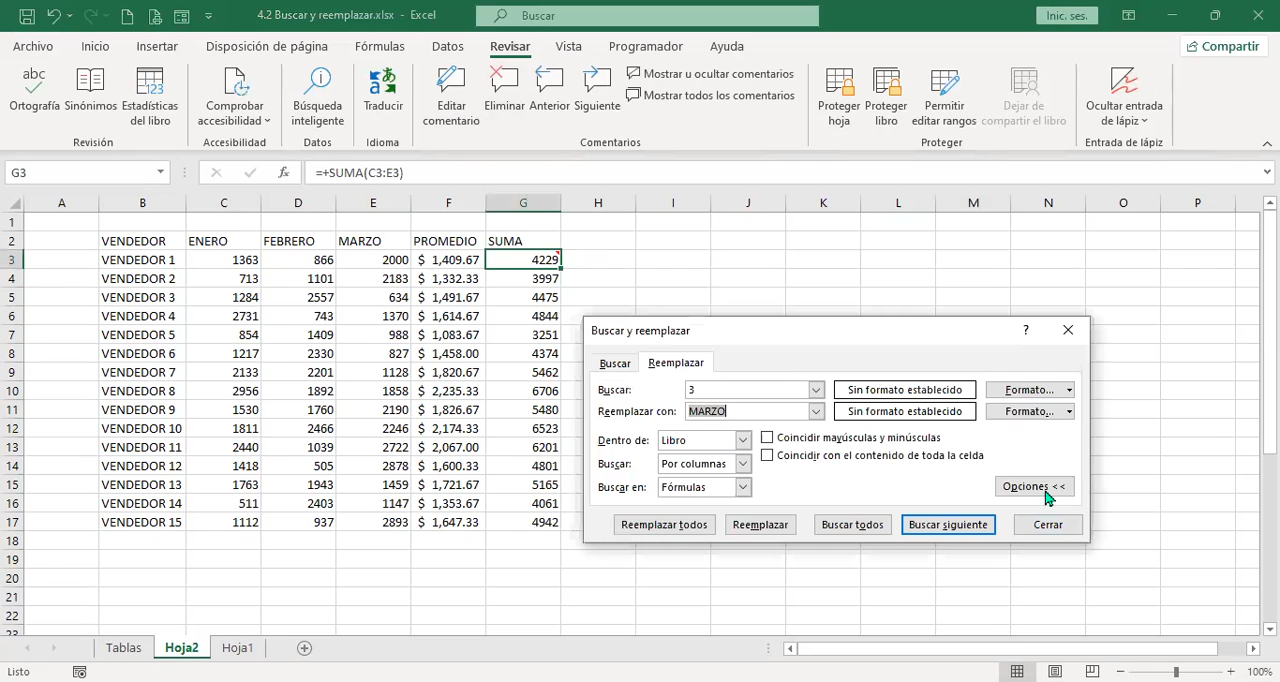 4.2 Buscar y reemplazar.xlsx - Excel
Buscar
Inic. ses.
Archivo Inicio Insertar Disposición de página Fórmulas Datos Revisar Vista Programador Ayuda
Compartir
abc
Ortografía Sinónimos Estadísticas del libro
Revisión
Comprobar accesibilidad
Accesibilidad
Búsqueda inteligente
Datos
Traducir
Idioma
Editar comentario
Eliminar Anterior Siguiente
Mostrar u ocultar comentarios
Mostrar todos los comentarios
Comentarios
Proteger hoja
Proteger libro
Permitir editar rangos
Dejar de compartir el libro
Proteger
Ocultar entrada de lápiz
Entrada de lápiz
G3 fx =+SUMA(C3:E3)
A B C D E F G H I J K L M N O P
1
2 VENDEDOR ENERO FEBRERO MARZO PROMEDIO SUMA
3 VENDEDOR 1 1363 866 2000 $ 1,409.67 4229
4 VENDEDOR 2 713 1101 2183 $ 1,332.33 3997
5 VENDEDOR 3 1284 2557 634 $ 1,491.67 4475
6 VENDEDOR 4 2731 743 1370 $ 1,614.67 4844
7 VENDEDOR 5 854 1409 988 $ 1,083.67 3251
8 VENDEDOR 6 1217 2330 827 $ 1,458.00 4374
9 VENDEDOR 7 2133 2201 1128 $ 1,820.67 5462
10 VENDEDOR 8 2956 1892 1858 $ 2,235.33 6706
11 VENDEDOR 9 1530 1760 2190 $ 1,826.67 5480
12 VENDEDOR 10 1811 2466 2246 $ 2,174.33 6523
13 VENDEDOR 11 2440 1039 2722 $ 2,067.00 6201
14 VENDEDOR 12 1418 505 2878 $ 1,600.33 4801
15 VENDEDOR 13 1763 1943 1459 $ 1,721.67 5165
16 VENDEDOR 14 511 2403 1147 $ 1,353.67 4061
17 VENDEDOR 15 1112 937 2893 $ 1,647.33 4942
18
19
20
21
22
23
Buscar y reemplazar ?
Buscar Reemplazar
Buscar: 3 Sin formato establecido Formato...
Reemplazar con: MARZO Sin formato establecido Formato...
Dentro de: Libro Coincidir mayúsculas y minúsculas
Buscar: Por columnas Coincidir con el contenido de toda la celda
Buscar en: Fórmulas
Opciones <<
Reemplazar todos Reemplazar Buscar todos Buscar siguiente Cerrar
Tablas Hoja2 Hoja1
Listo
100%